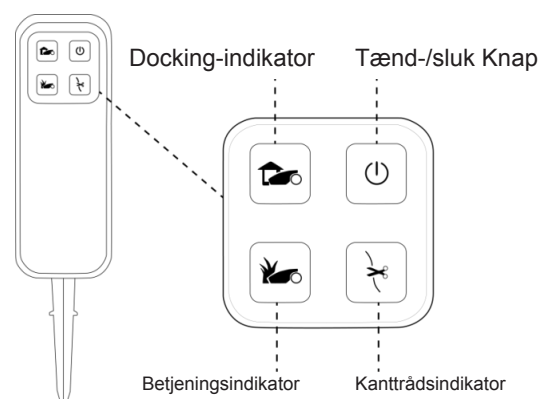 Docking-indikator
Tænd-/sluk Knap
Betjeningsindikator
Kanttrådsindikator